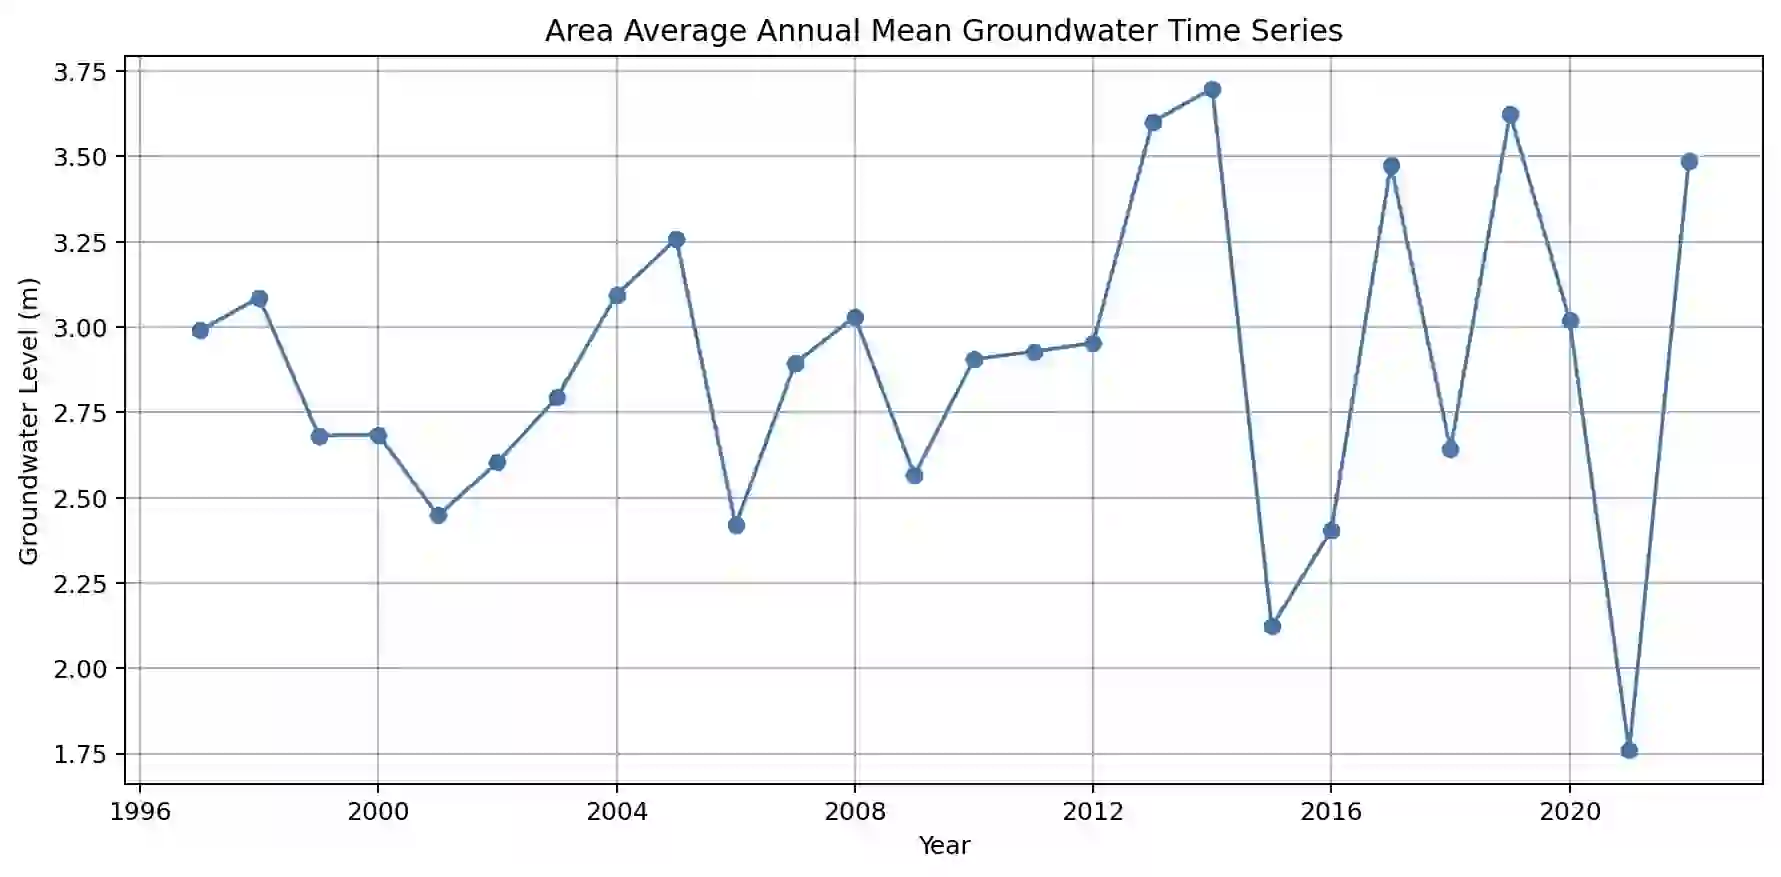 Area Average Annual Mean Groundwater Time Series
Groundwater Level (m)
3.75
3.50
3.25
3.00
2.75
2.50
2.25
2.00
1.75
1996 2000 2004 2008 2012 2016 2020
Year